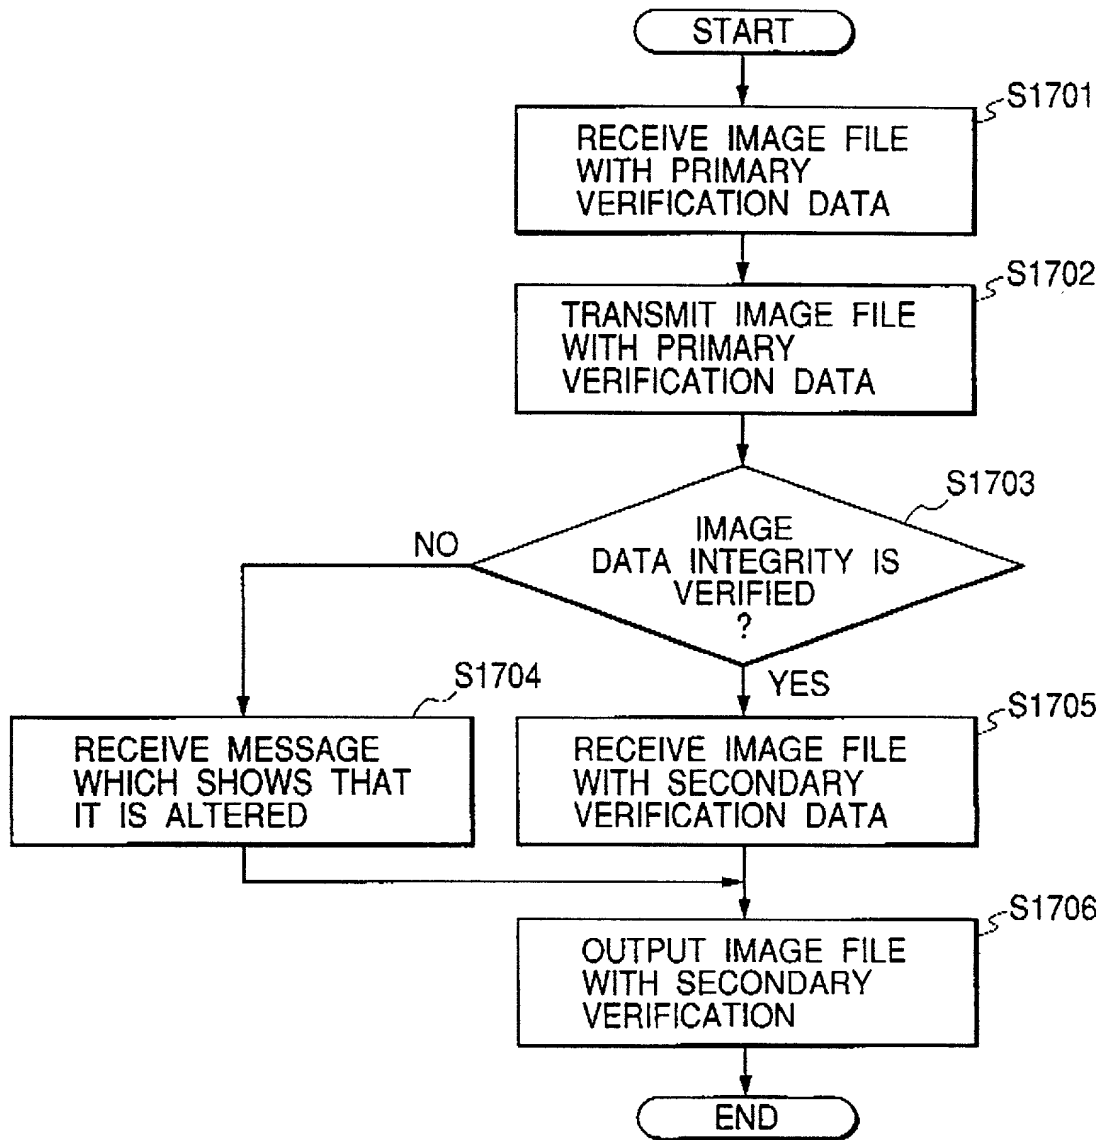 START
S1701
RECEIVE IMAGE FILE
WITH PRIMARY
VERIFICATION DATA
S1702
TRANSMIT IMAGE FILE
WITH PRIMARY
VERIFICATION DATA
S1703
IMAGE
DATA INTEGRITY IS
VERIFIED
?
NO
YES
S1704
RECEIVE MESSAGE
WHICH SHOWS THAT
IT IS ALTERED
S1705
RECEIVE IMAGE FILE
WITH SECONDARY
VERIFICATION DATA
S1706
OUTPUT IMAGE FILE
WITH SECONDARY
VERIFICATION
END